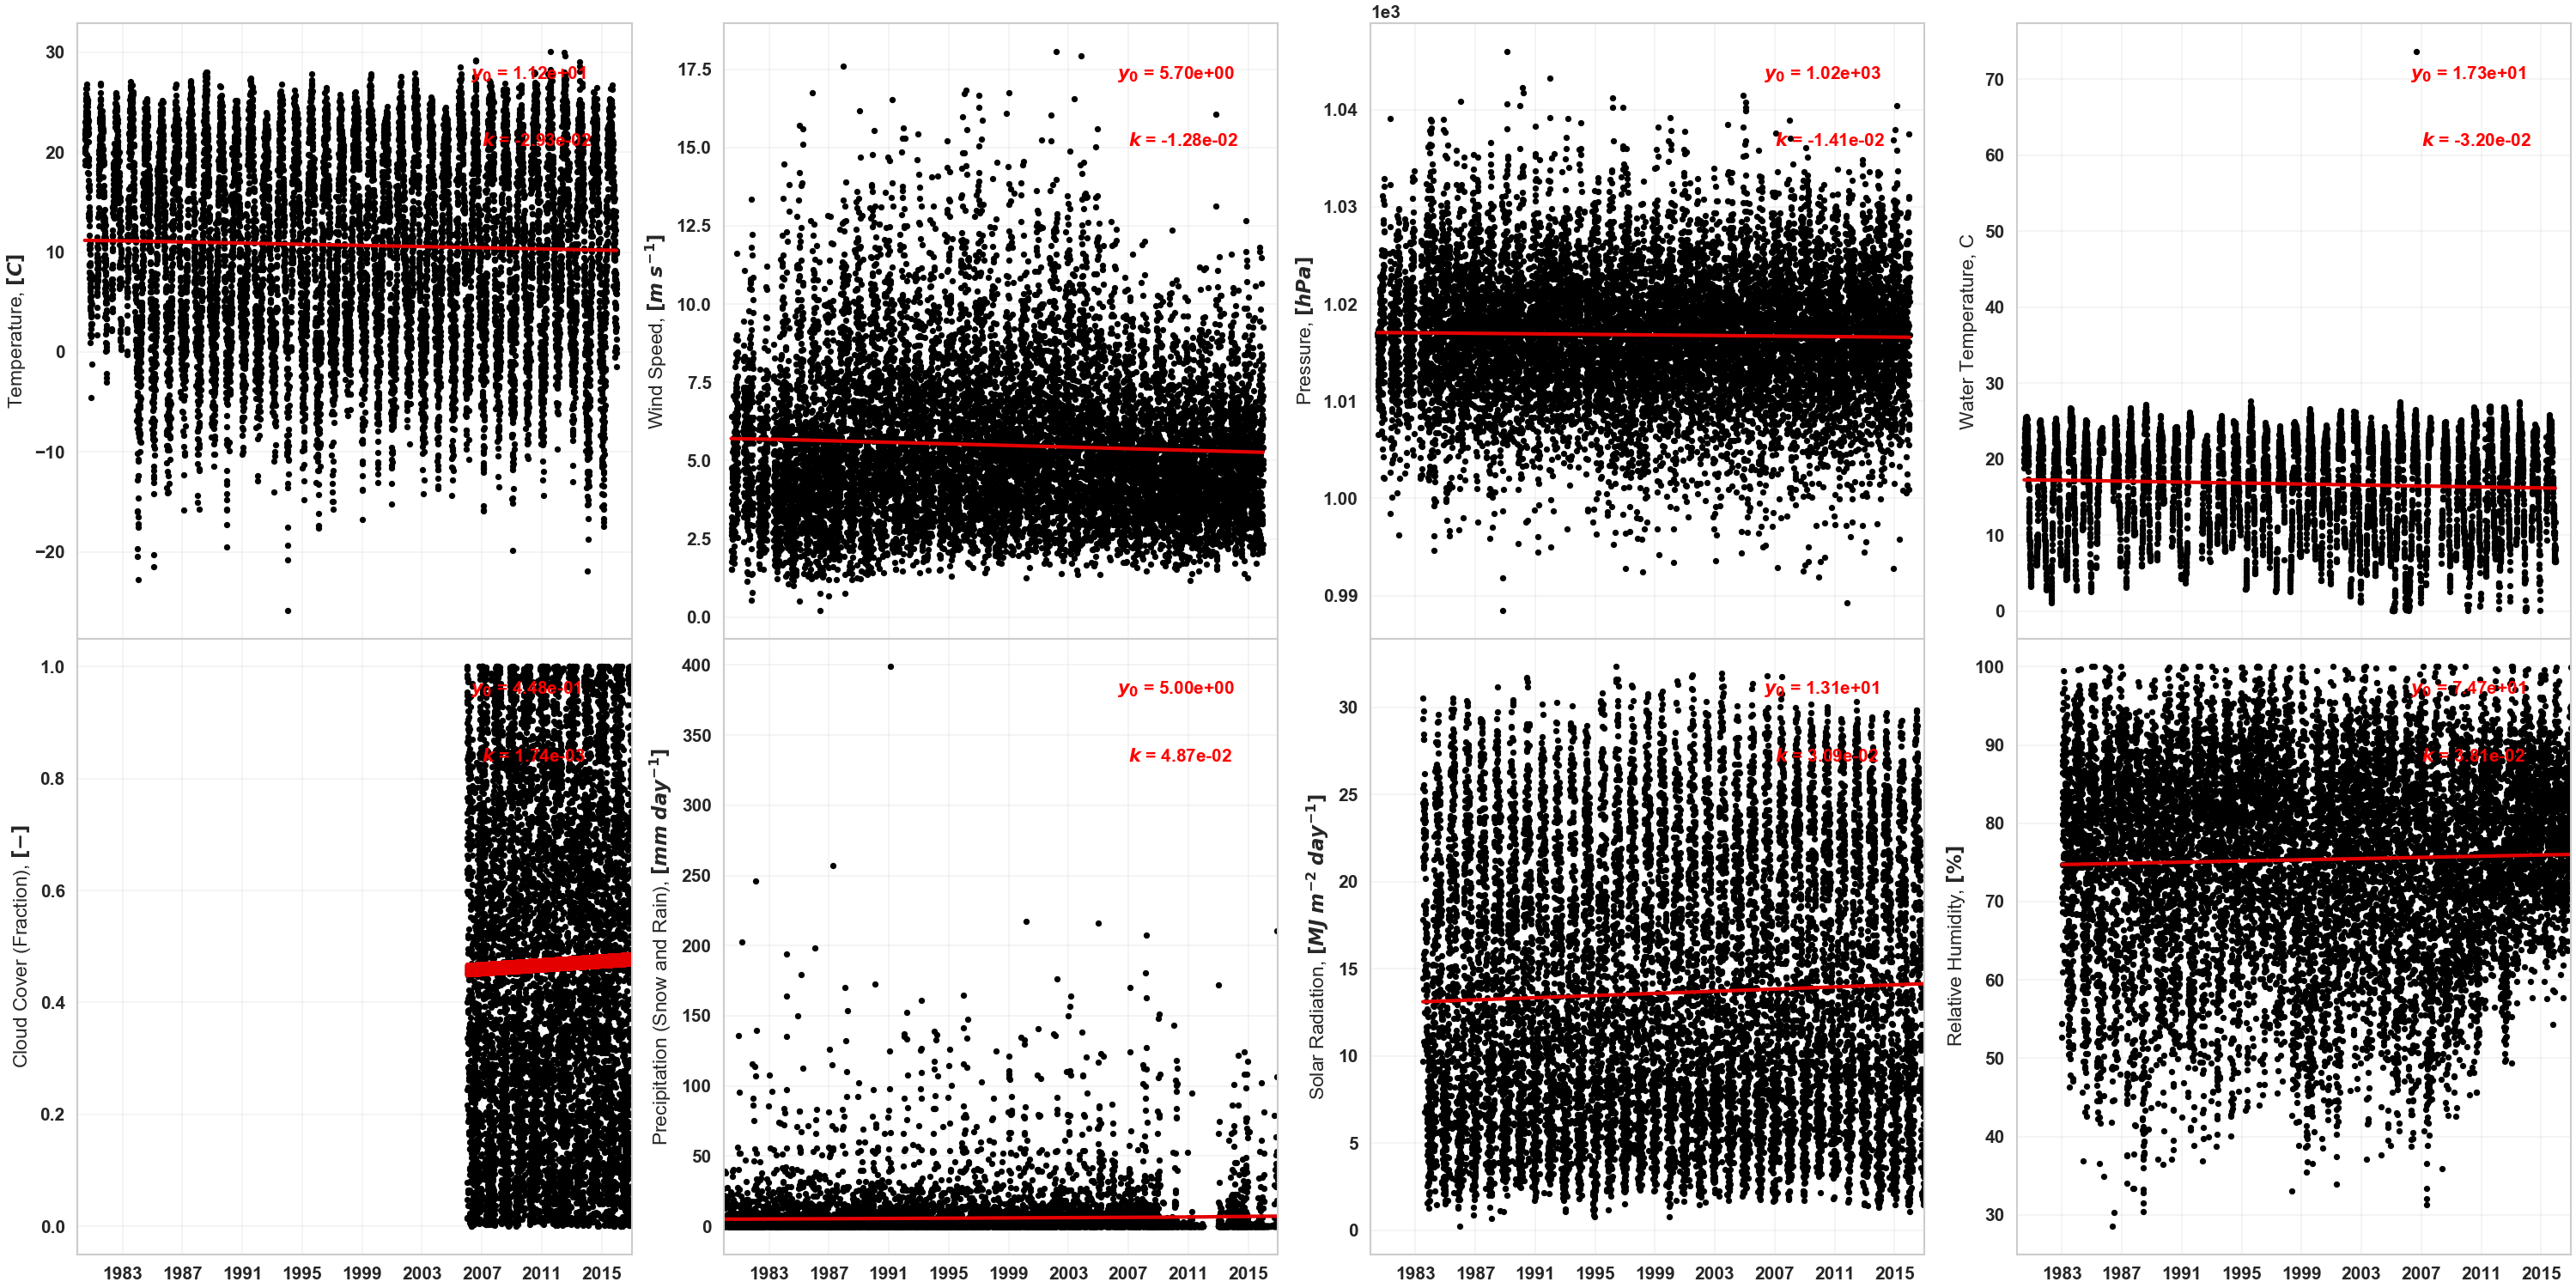 30
20
10
0
−10
−20
Temperature, [C]
y₀ = 1.12e+01
k = -2.93e-02
17.5
15.0
12.5
10.0
7.5
5.0
2.5
0.0
Wind Speed, [m s⁻¹]
y₀ = 5.70e+00
k = -1.28e-02
1e3
1.04
1.03
1.02
1.01
1.00
0.99
Pressure, [hPa]
y₀ = 1.02e+03
k = -1.41e-02
70
60
50
40
30
20
10
0
Water Temperature, C
y₀ = 1.73e+01
k = -3.20e-02
1.0
0.8
0.6
0.4
0.2
0.0
Cloud Cover (Fraction), [−]
y₀ = 4.48e-01
k = 1.74e-03
1983 1987 1991 1995 1999 2003 2007 2011 2015
400
350
300
250
200
150
100
50
0
Precipitation (Snow and Rain), [mm day⁻¹]
y₀ = 5.00e+00
k = 4.87e-02
1983 1987 1991 1995 1999 2003 2007 2011 2015
30
25
20
15
10
5
0
Solar Radiation, [MJ m⁻² day⁻¹]
y₀ = 1.31e+01
k = 3.09e-02
1983 1987 1991 1995 1999 2003 2007 2011 2015
100
90
80
70
60
50
40
30
Relative Humidity, [%]
y₀ = 7.47e+01
k = 3.81e-02
1983 1987 1991 1995 1999 2003 2007 2011 2015